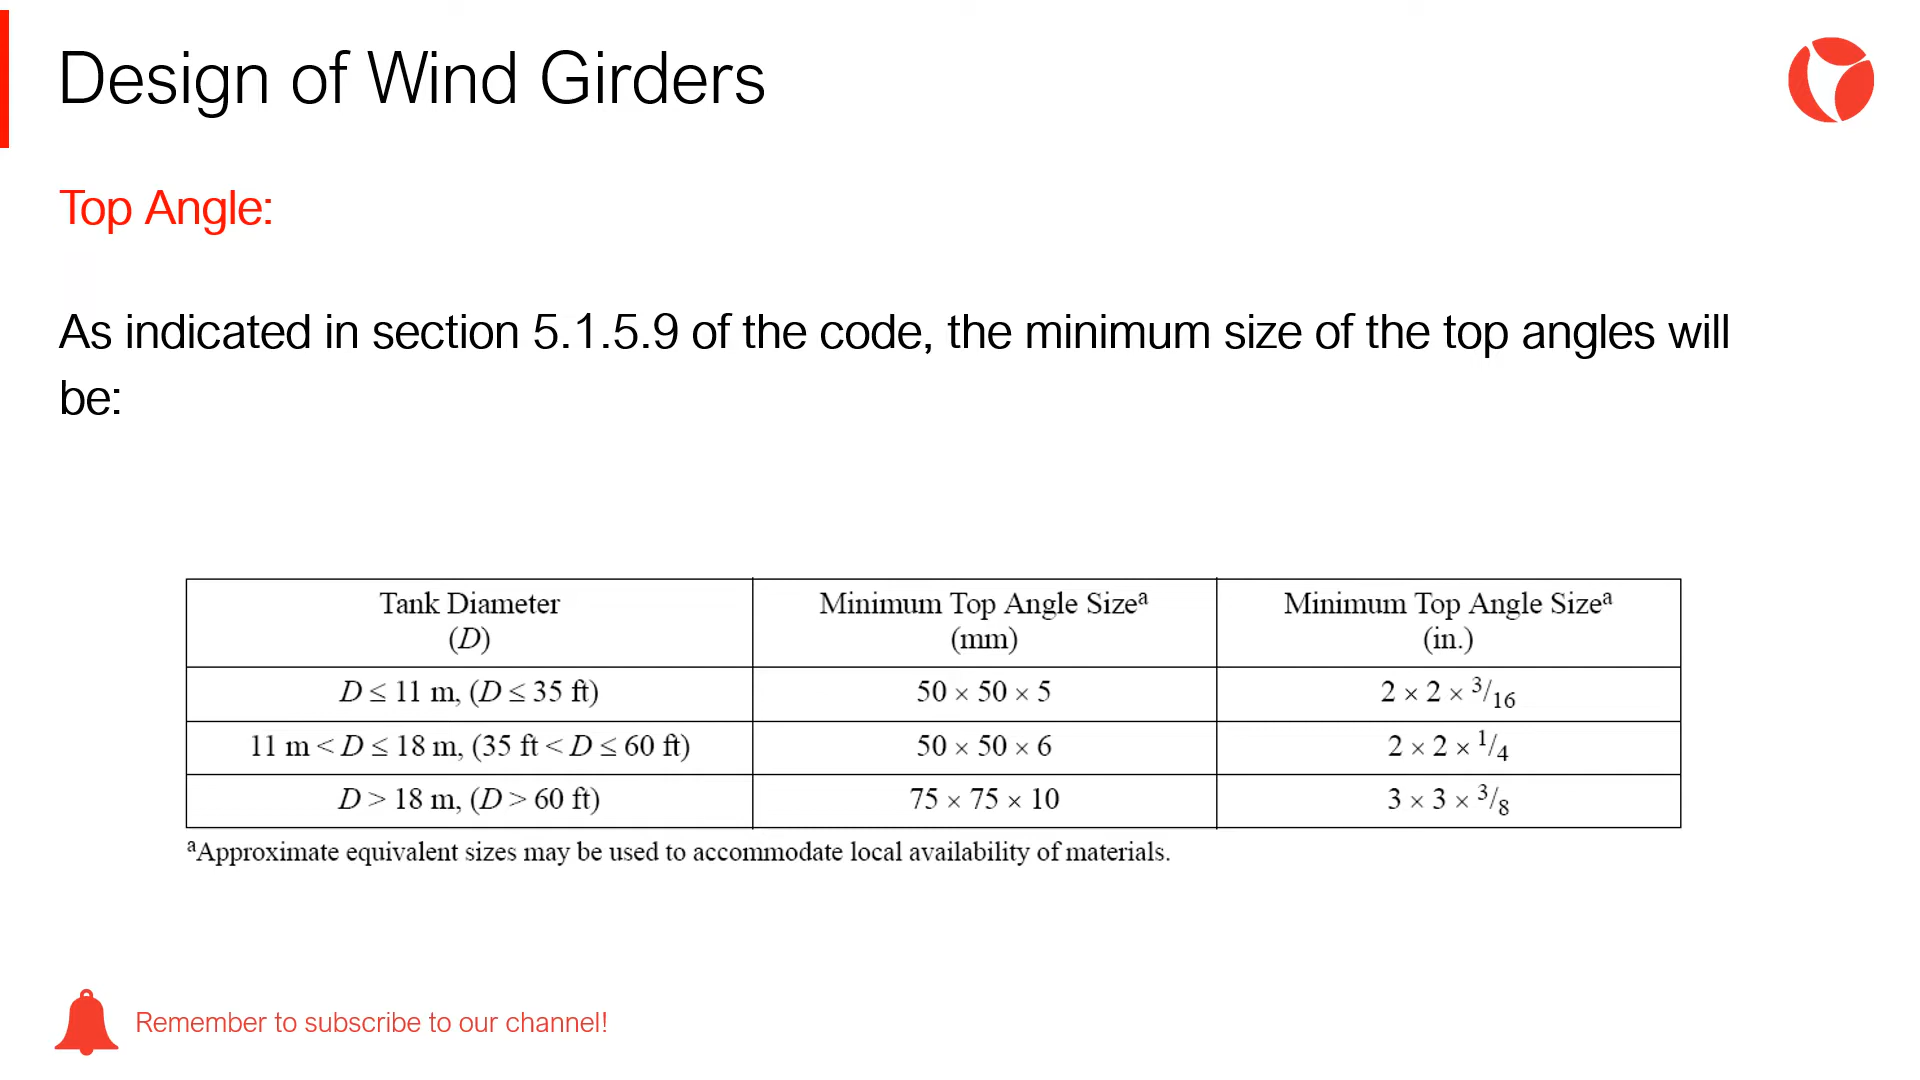 Design of Wind Girders
Top Angle:
As indicated in section 5.1.5.9 of the code, the minimum size of the top angles will
be:
Tank Diameter
(D)
Minimum Top Angle Sizeᵃ
(mm)
Minimum Top Angle Sizeᵃ
(in.)
D ≤ 11 m, (D ≤ 35 ft)
50 × 50 × 5
2 × 2 × 3/16
11 m < D ≤ 18 m, (35 ft < D ≤ 60 ft)
50 × 50 × 6
2 × 2 × 1/4
D > 18 m, (D > 60 ft)
75 × 75 × 10
3 × 3 × 3/8
ᵃApproximate equivalent sizes may be used to accommodate local availability of materials.
Remember to subscribe to our channel!